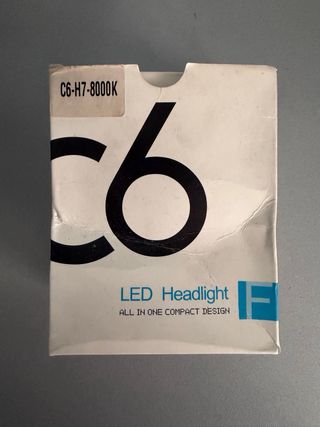 C6-H7-8000K
C6
LED Headlight
ALL IN ONE COMPACT DESIGN
F